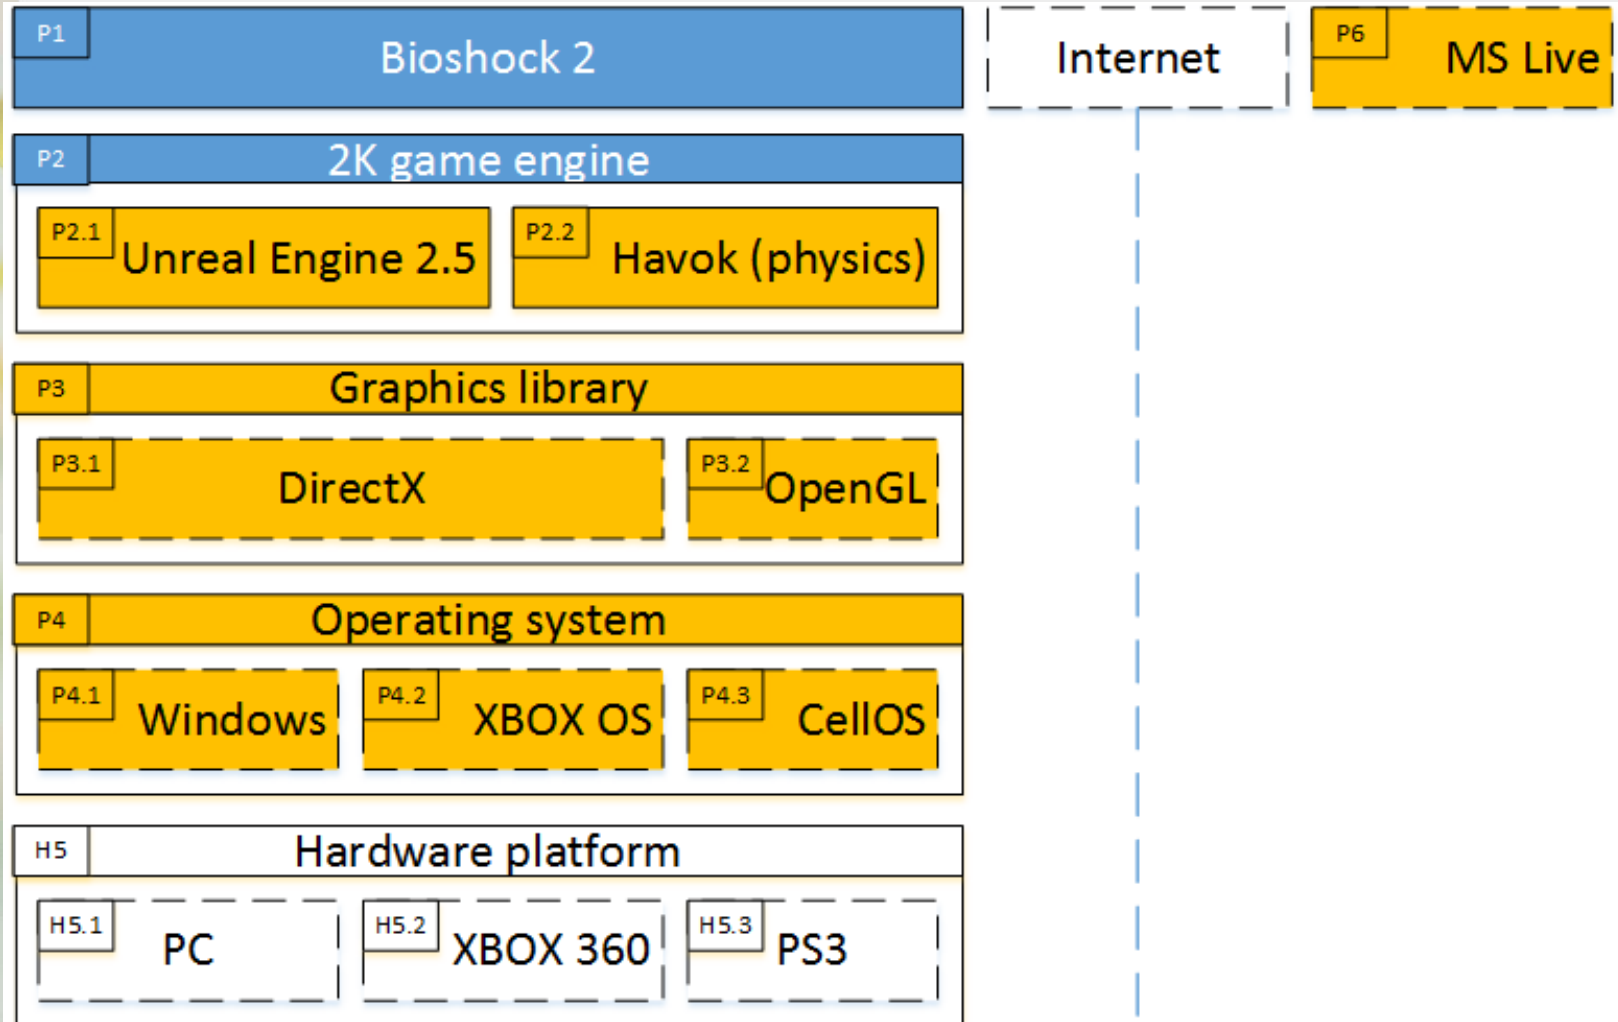 P1
Bioshock 2
Internet
P6
MS Live
P2
2K game engine
P2.1
Unreal Engine 2.5
P2.2
Havok (physics)
P3
Graphics library
P3.1
DirectX
P3.2
OpenGL
P4
Operating system
P4.1
Windows
P4.2
XBOX OS
P4.3
CellOS
H5
Hardware platform
H5.1
PC
H5.2
XBOX 360
H5.3
PS3